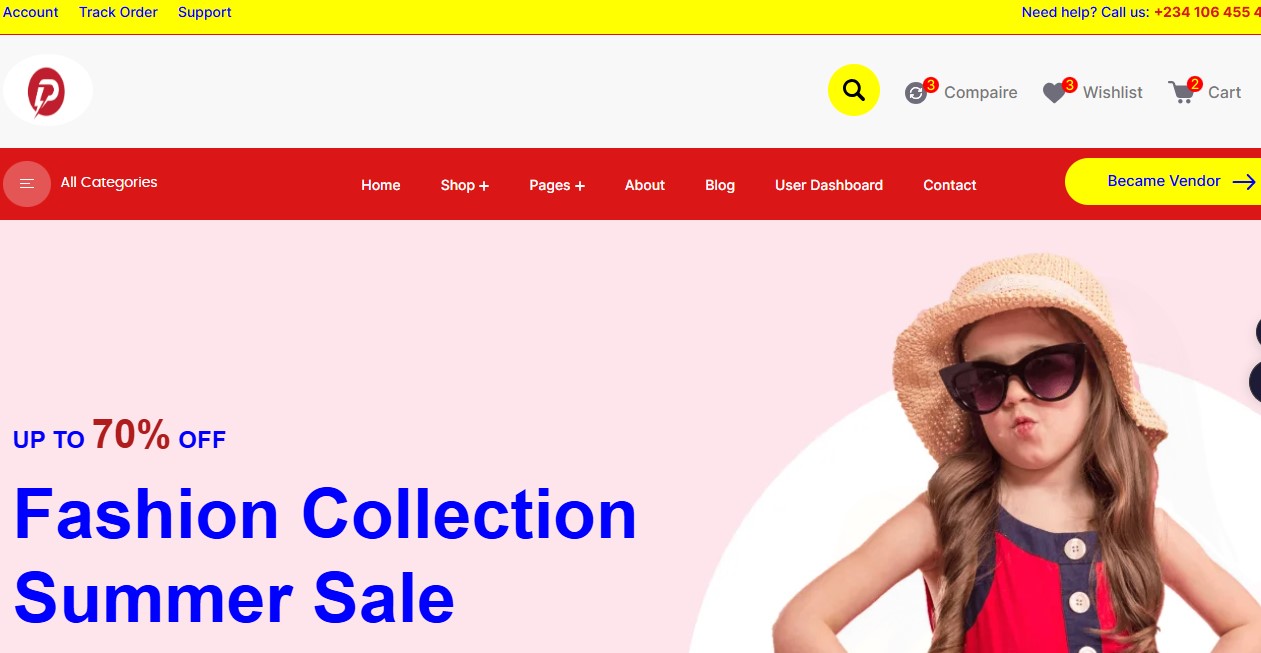 Account Track Order Support Need help? Call us: +234 106 455 4
3 Compaire 3 Wishlist 2 Cart
All Categories Home Shop + Pages + About Blog User Dashboard Contact Became Vendor →
UP TO 70% OFF
Fashion Collection
Summer Sale